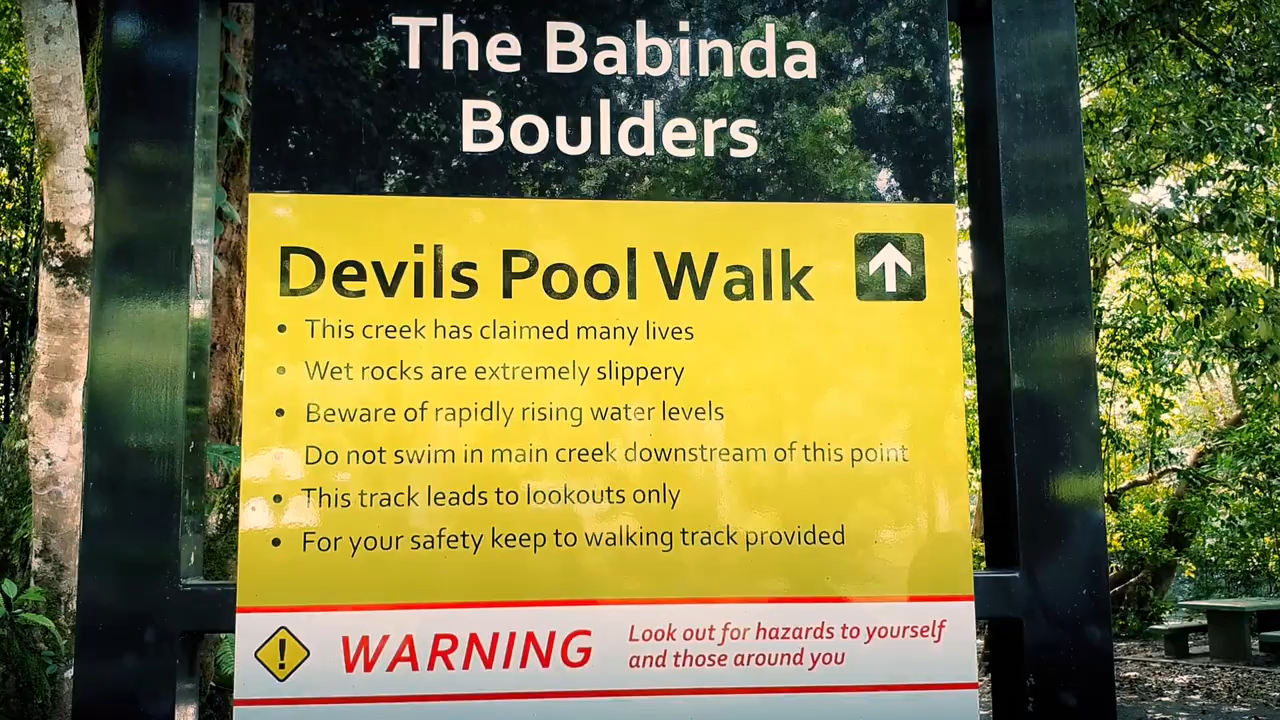 The Babinda
Boulders
Devils Pool Walk
• This creek has claimed many lives
• Wet rocks are extremely slippery
• Beware of rapidly rising water levels
Do not swim in main creek downstream of this point
• This track leads to lookouts only
• For your safety keep to walking track provided
WARNING
Look out for hazards to yourself
and those around you